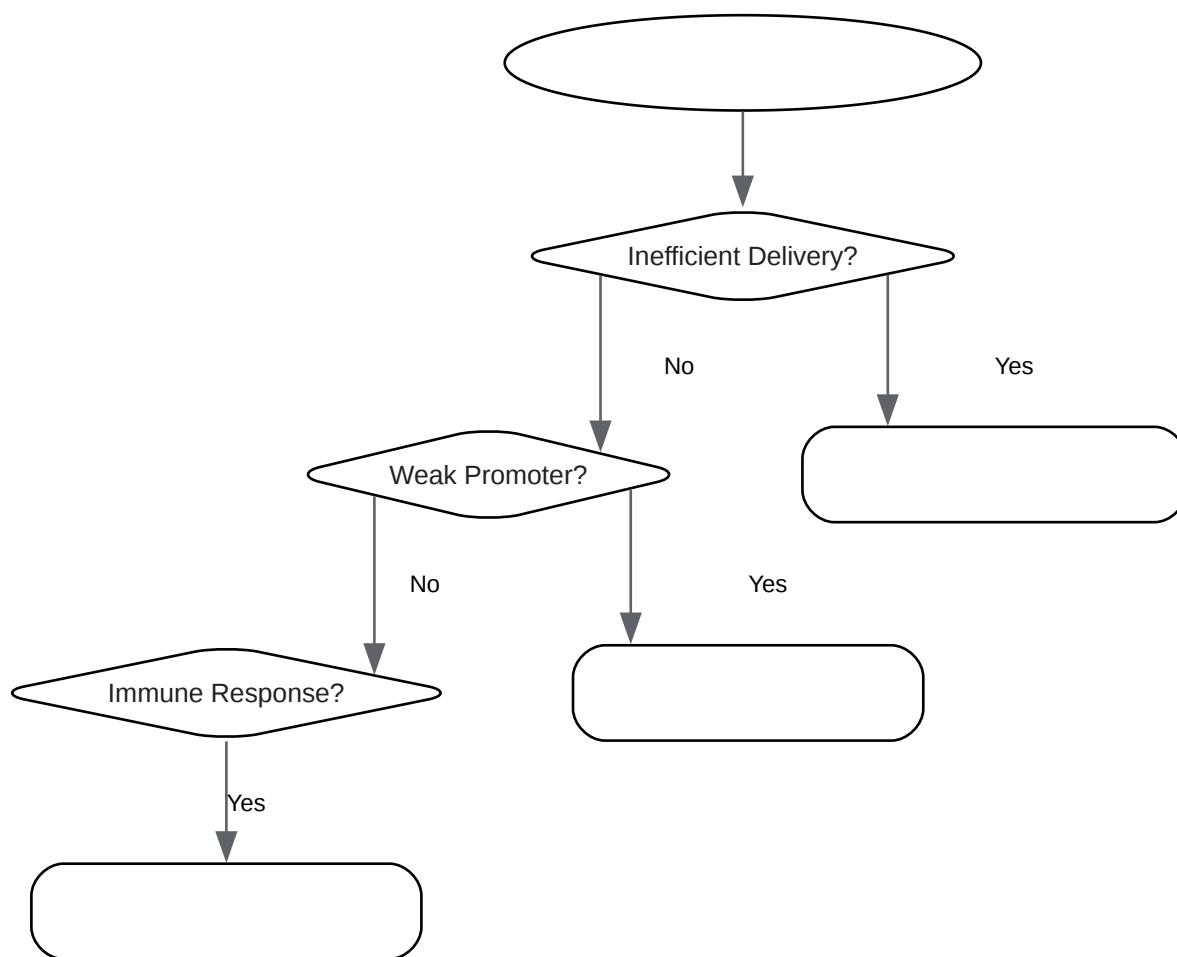 Inefficient Delivery?
No
Yes
Weak Promoter?
No
Yes
Immune Response?
Yes